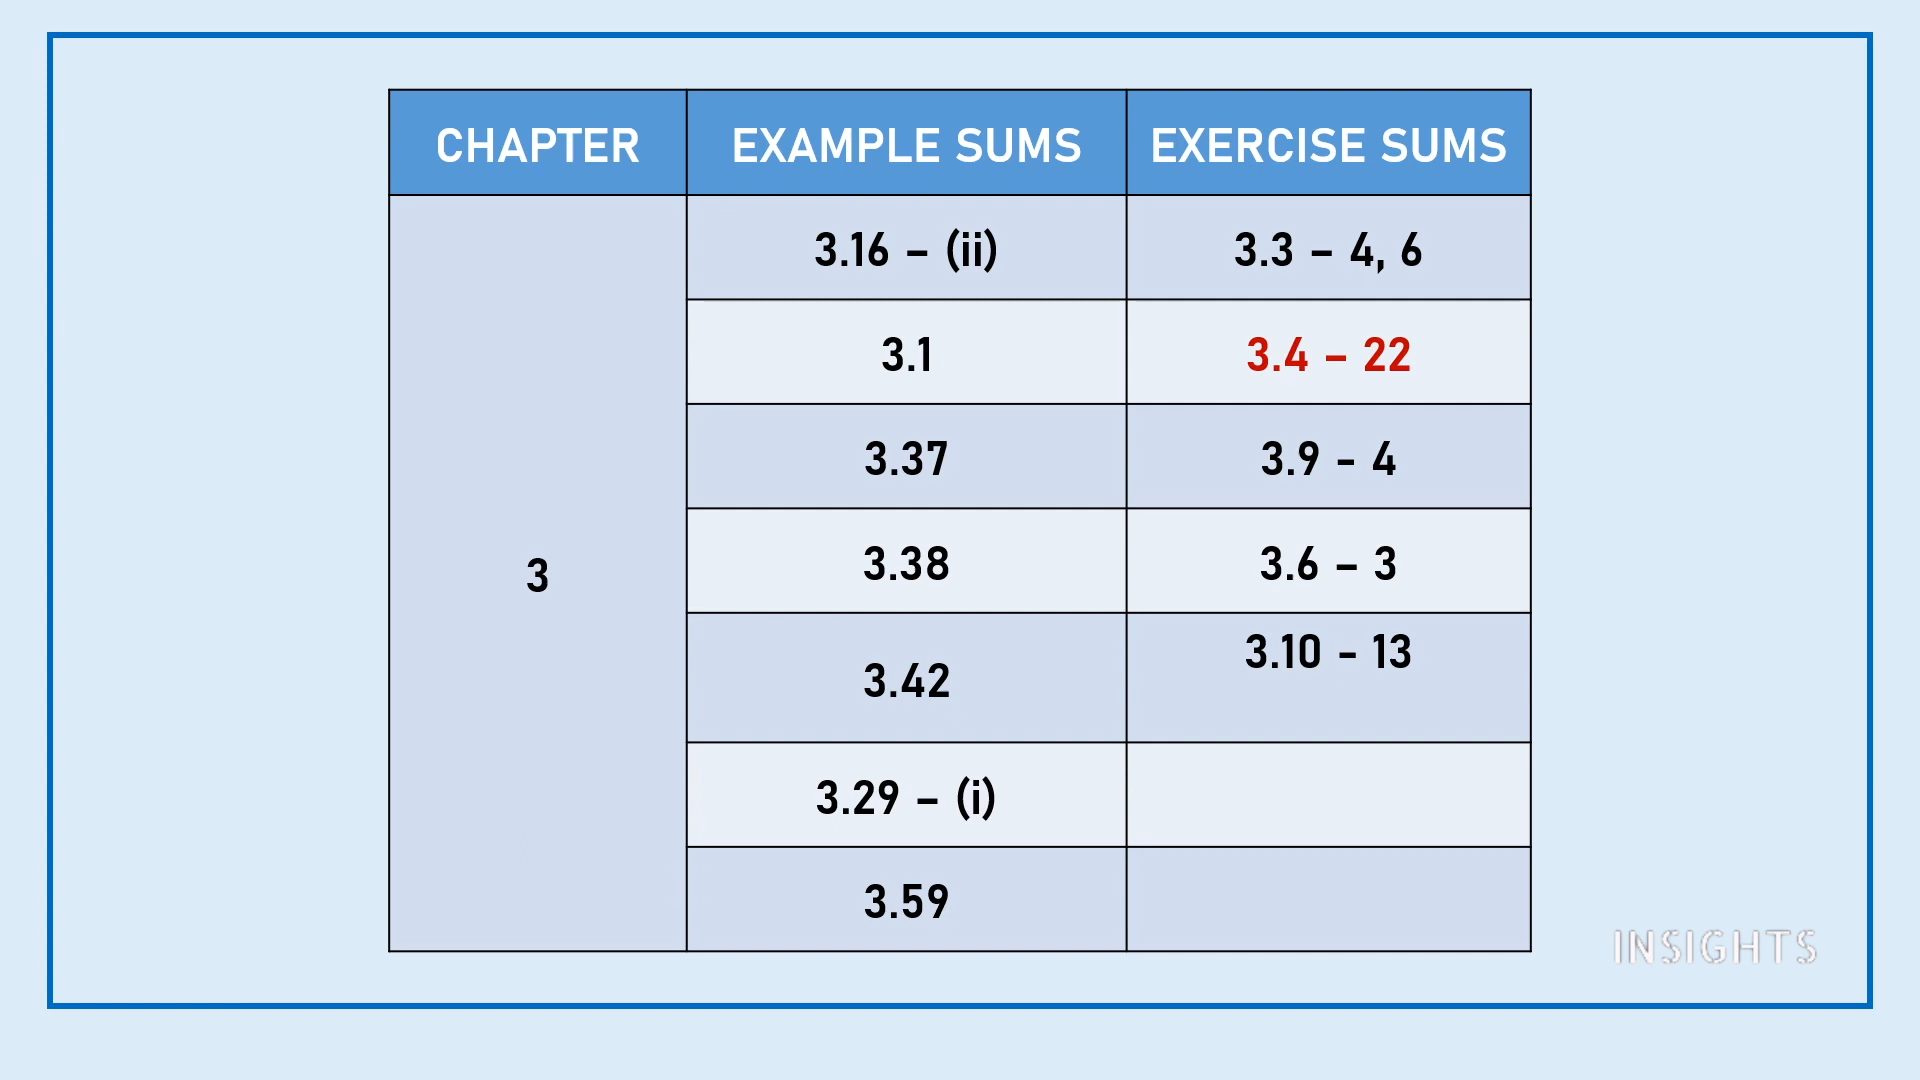 CHAPTER EXAMPLE SUMS EXERCISE SUMS
3.16 – (ii) 3.3 – 4, 6
3.1 3.4 – 22
3.37 3.9 - 4
3 3.38 3.6 – 3
3.42 3.10 - 13
3.29 – (i)
3.59
INSIGHTS